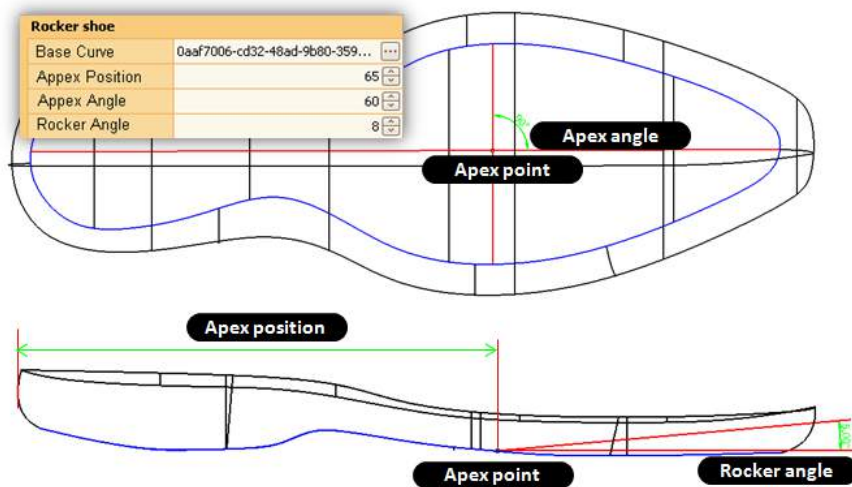 Rocker shoe
Base Curve 0aaf7006-cd32-48ad-9b80-359...
Appex Position 65
Appex Angle 60
Rocker Angle 8
90°
Apex angle
Apex point
Apex position
Apex point
Rocker angle